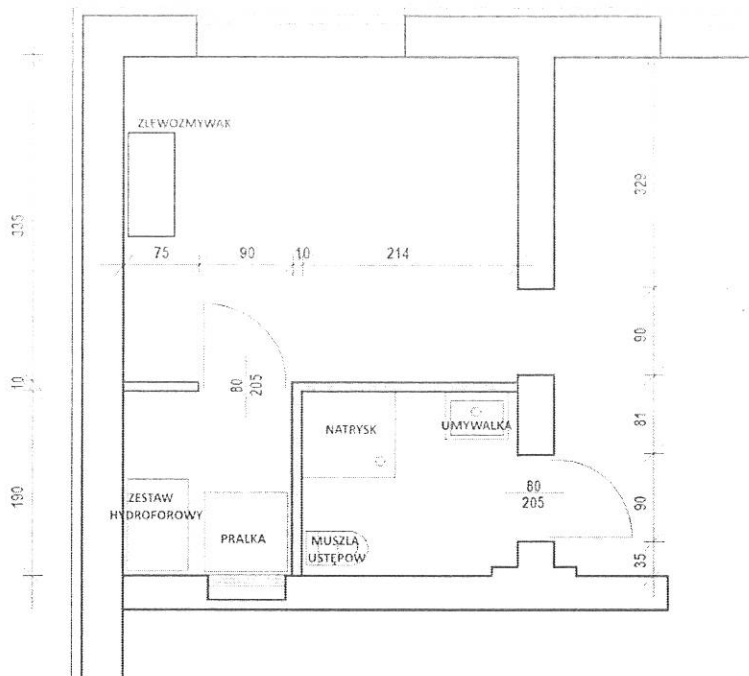 ZLEWOZMYWAK
335
329
75
90
10
214
90
10
80
205
NATRYSK
UMYWALKA
81
190
ZESTAW
HYDROFOROWY
PRALKA
MUSZLA
USTĘPOW
80
205
90
35